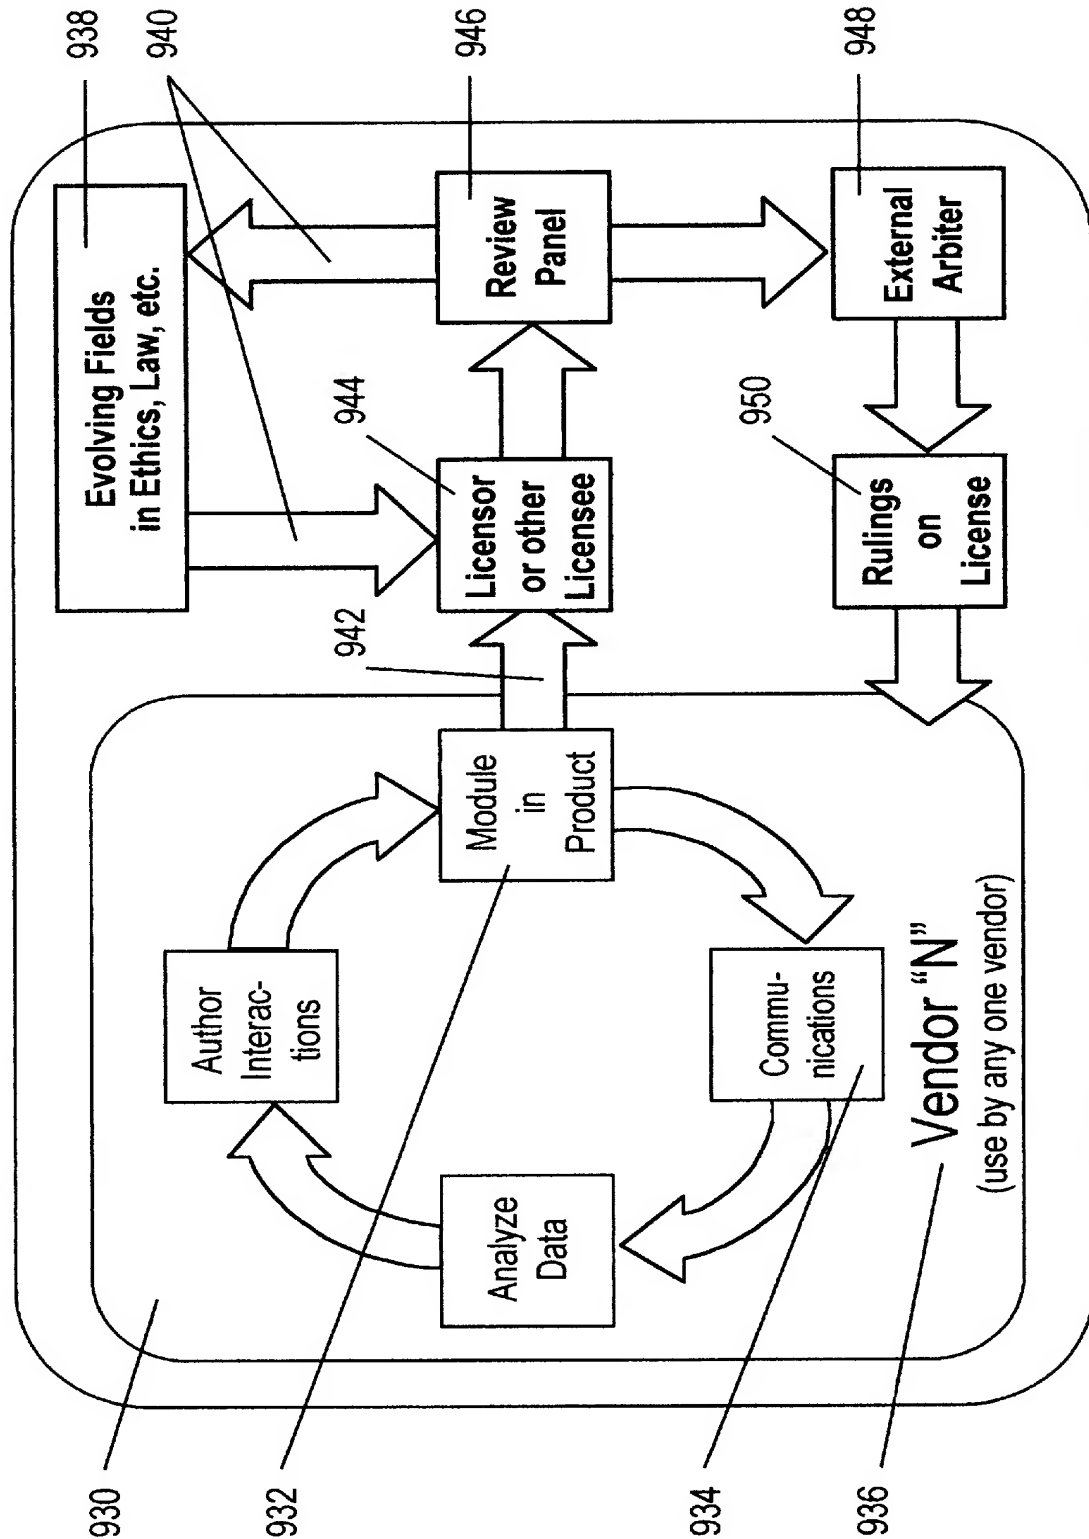 930
932
934
936
938
940
942
944
946
948
950
Evolving Fields
in Ethics, Law, etc.
Author
Interac-
tions
Analyze
Data
Module
in
Product
Commu-
nications
Vendor “N”
(use by any one vendor)
Licensor
or other
Licensee
Review
Panel
External
Arbiter
Rulings
on
License